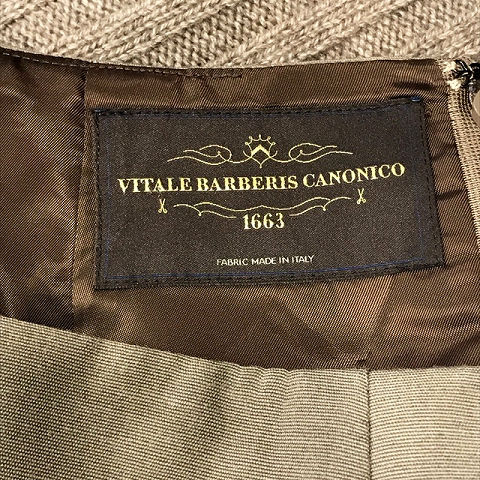 VITALE BARBERIS CANONICO
1663
FABRIC MADE IN ITALY